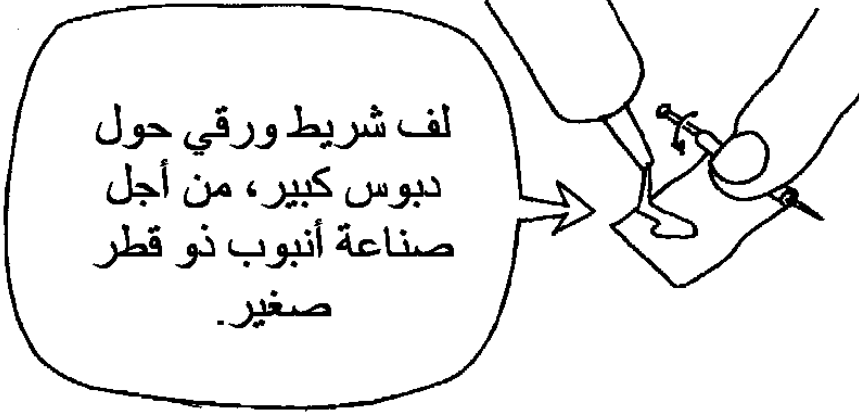 لف شريط ورقي حول
دبوس كبير، من أجل
صناعة أنبوب ذو قطر
صغير.